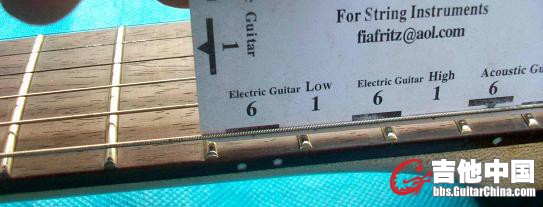 For String Instruments
fiafritz@aol.com
Guitar
1
Electric Guitar Low
6 1
Electric Guitar High
6 1
Acoustic Gu
6
吉他中国
bbs.GuitarChina.com